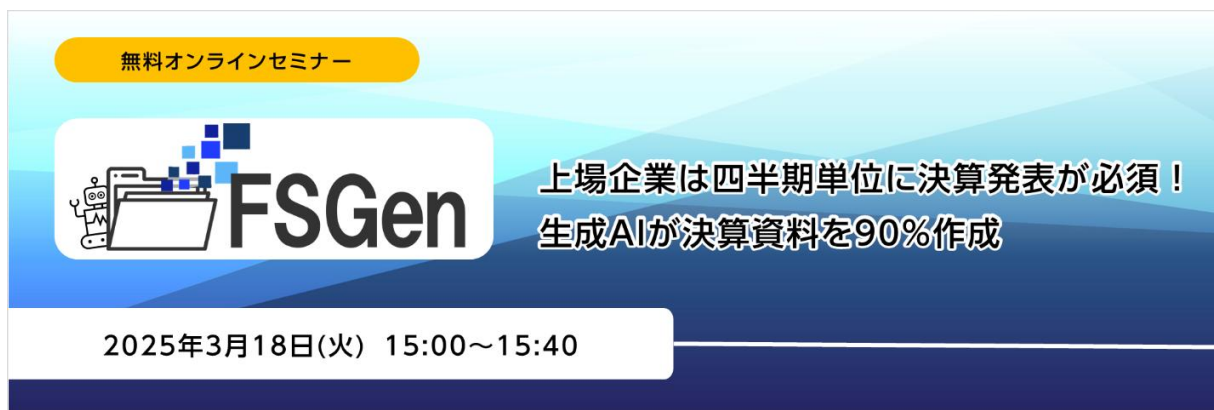 無料オンラインセミナー
FSGen
上場企業は四半期単位に決算発表が必須！
生成AIが決算資料を90%作成
2025年3月18日(火) 15:00～15:40